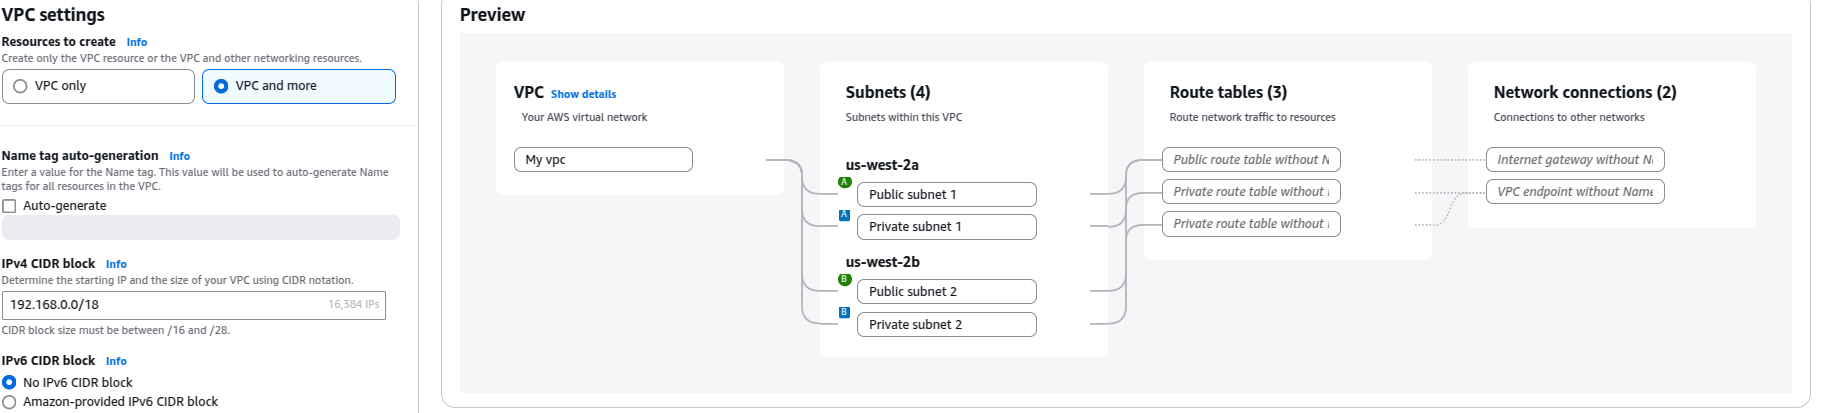 VPC settings
Resources to create Info
Create only the VPC resource or the VPC and other networking resources.
VPC only
VPC and more
Name tag auto-generation Info
Enter a value for the Name tag. This value will be used to auto-generate Name
tags for all resources in the VPC.
Auto-generate
IPv4 CIDR block Info
Determine the starting IP and the size of your VPC using CIDR notation.
192.168.0.0/18 16,384 IPs
CIDR block size must be between /16 and /28.
IPv6 CIDR block Info
No IPv6 CIDR block
Amazon-provided IPv6 CIDR block
Preview
VPC Show details
Your AWS virtual network
My vpc
Subnets (4)
Subnets within this VPC
us-west-2a
A
Public subnet 1
A
Private subnet 1
us-west-2b
B
Public subnet 2
B
Private subnet 2
Route tables (3)
Route network traffic to resources
Public route table without N
Private route table without
Private route table without
Network connections (2)
Connections to other networks
Internet gateway without N
VPC endpoint without Name